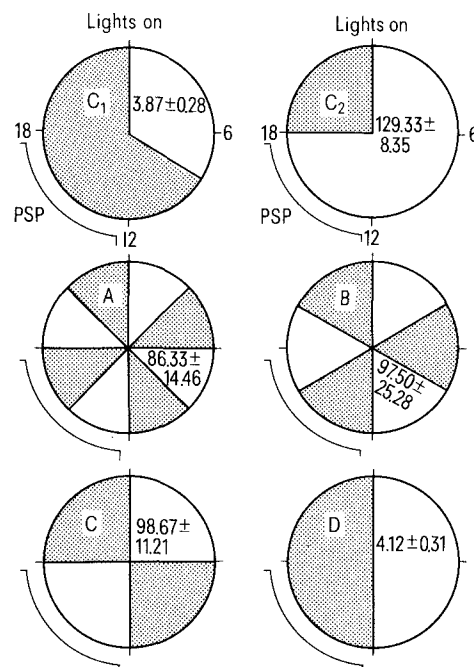 Lights on
Lights on
C1
3.87±0.28
18
6
PSP
12
C2
129.33±
8.35
18
6
PSP
12
A
86.33±
14.46
B
97.50±
25.28
C
98.67±
11.21
D
4.12±0.31